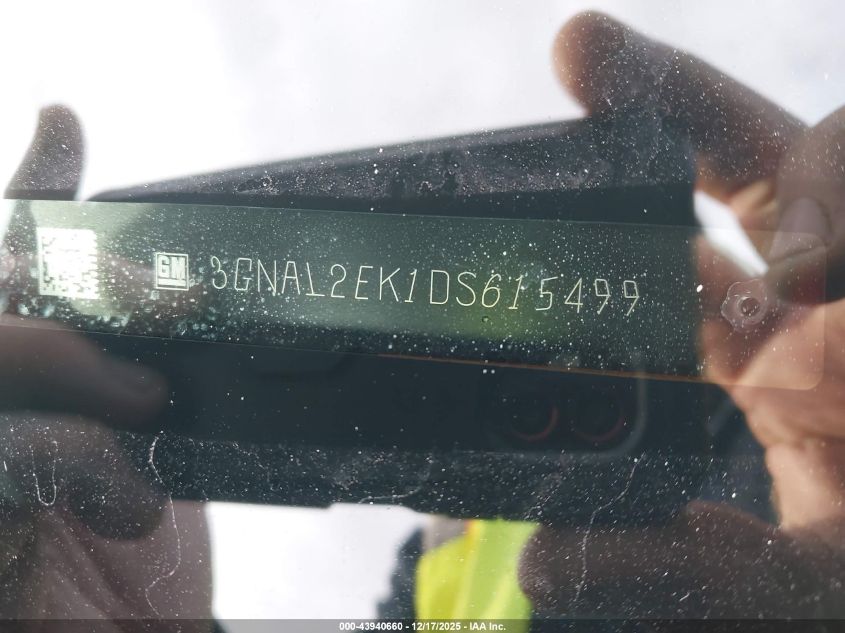 GM 3GNAL2EK1DS615499
000-43940660 - 12/17/2025 - IAA Inc.